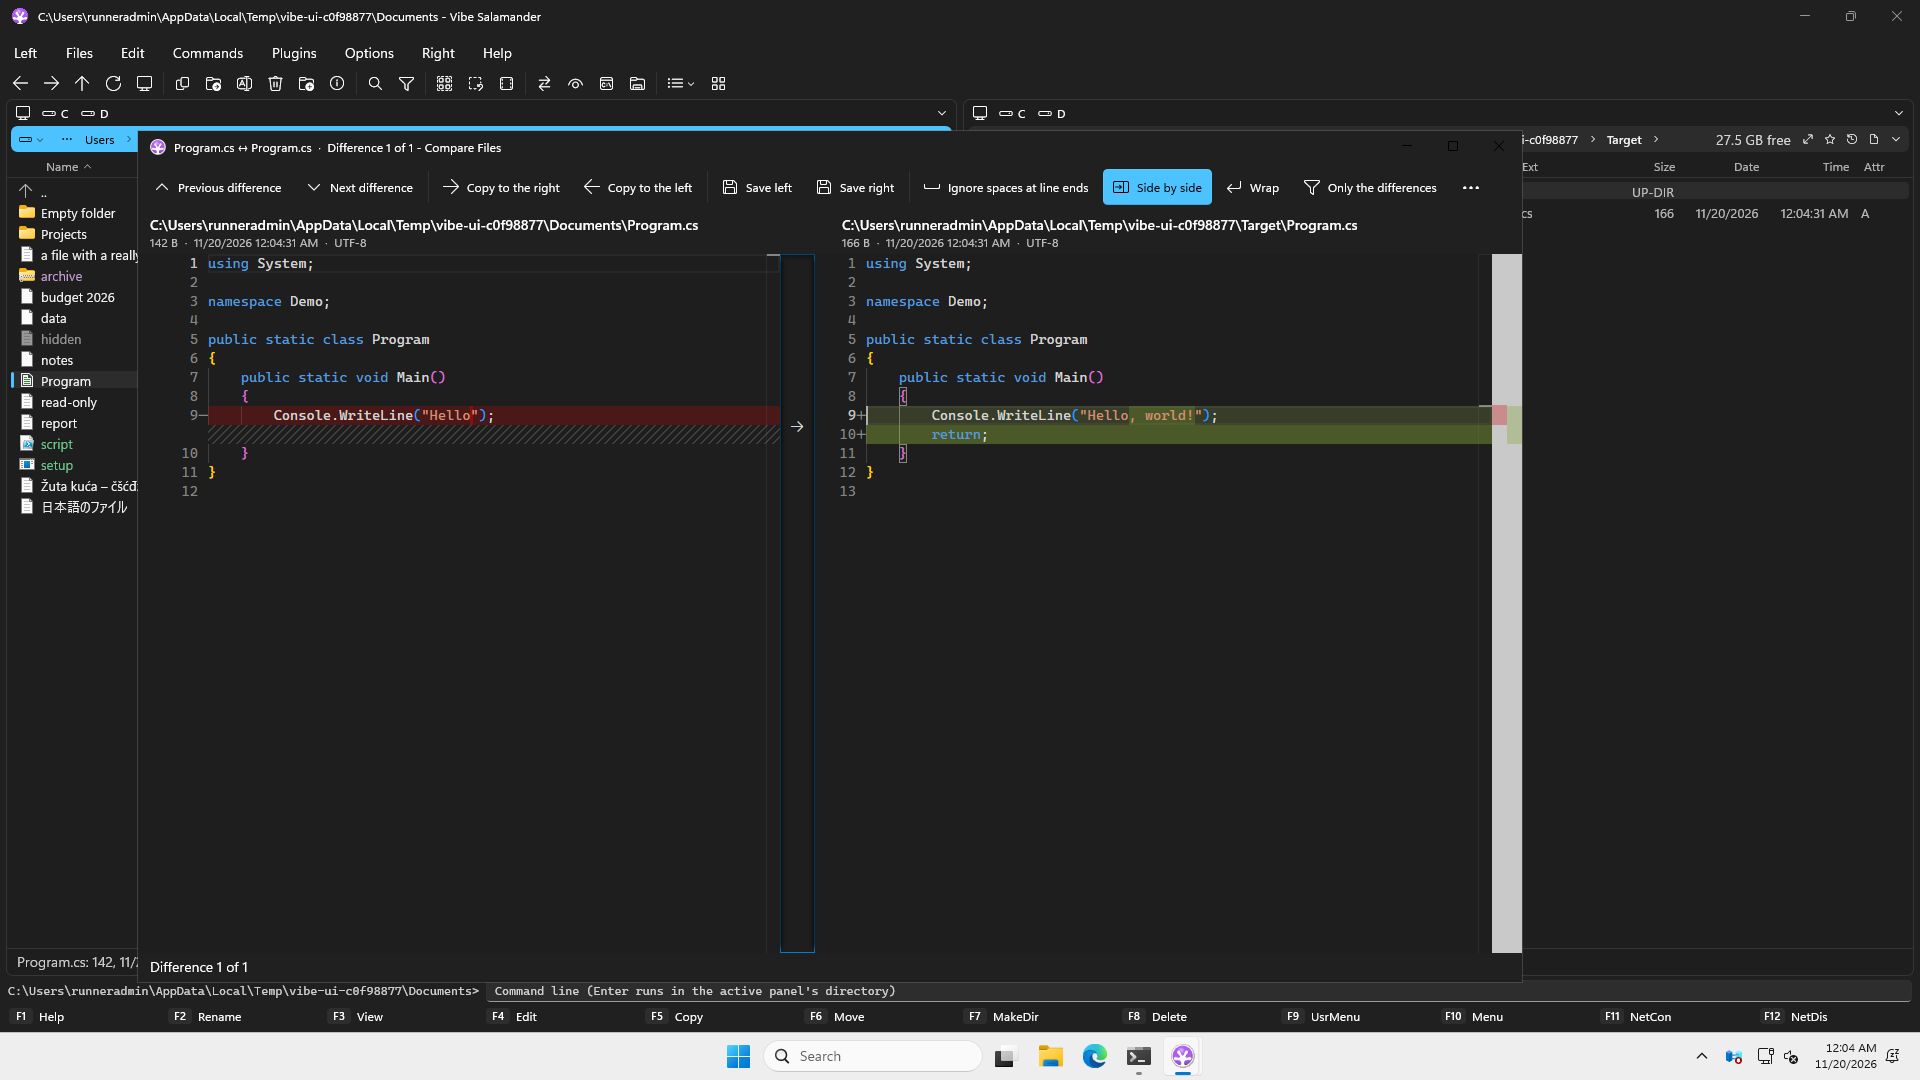 C:\Users\runneradmin\AppData\Local\Temp\vibe-ui-c0f98877\Documents - Vibe Salamander
Left Files Edit Commands Plugins Options Right Help
C D
C D
Users
-c0f98877 Target 27.5 GB free
Name
Ext Size Date Time Attr
..
UP-DIR
Empty folder
cs 166 11/20/2026 12:04:31 AM A
Projects
a file with a really
archive
budget 2026
data
hidden
notes
Program
read-only
report
script
setup
Žuta kuća – čšćđ
日本語のファイル
Program.cs ↔ Program.cs · Difference 1 of 1 - Compare Files
Previous difference Next difference Copy to the right Copy to the left Save left Save right Ignore spaces at line ends Side by side Wrap Only the differences
C:\Users\runneradmin\AppData\Local\Temp\vibe-ui-c0f98877\Documents\Program.cs
142 B · 11/20/2026 12:04:31 AM · UTF-8
1 using System;
2
3 namespace Demo;
4
5 public static class Program
6 {
7 public static void Main()
8 {
9− Console.WriteLine("Hello");
10 }
11 }
12
C:\Users\runneradmin\AppData\Local\Temp\vibe-ui-c0f98877\Target\Program.cs
166 B · 11/20/2026 12:04:31 AM · UTF-8
1 using System;
2
3 namespace Demo;
4
5 public static class Program
6 {
7 public static void Main()
8 {
9+ Console.WriteLine("Hello, world!");
10+ return;
11 }
12 }
13
Difference 1 of 1
Program.cs: 142, 11/
C:\Users\runneradmin\AppData\Local\Temp\vibe-ui-c0f98877\Documents> Command line (Enter runs in the active panel's directory)
F1 Help F2 Rename F3 View F4 Edit F5 Copy F6 Move F7 MakeDir F8 Delete F9 UsrMenu F10 Menu F11 NetCon F12 NetDis
Search
12:04 AM
11/20/2026